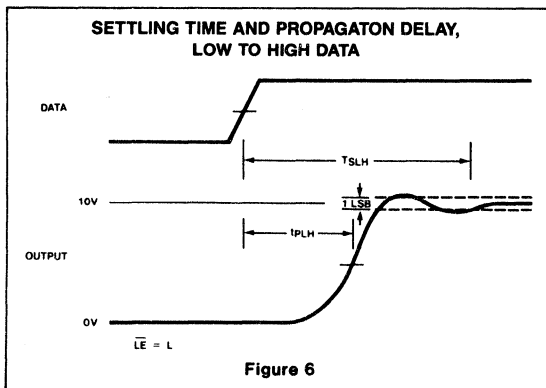 SETTLING TIME AND PROPAGATON DELAY,
LOW TO HIGH DATA
DATA
TSLH
10V
1 LSB
tPLH
OUTPUT
0V
L̅E̅ = L
Figure 6